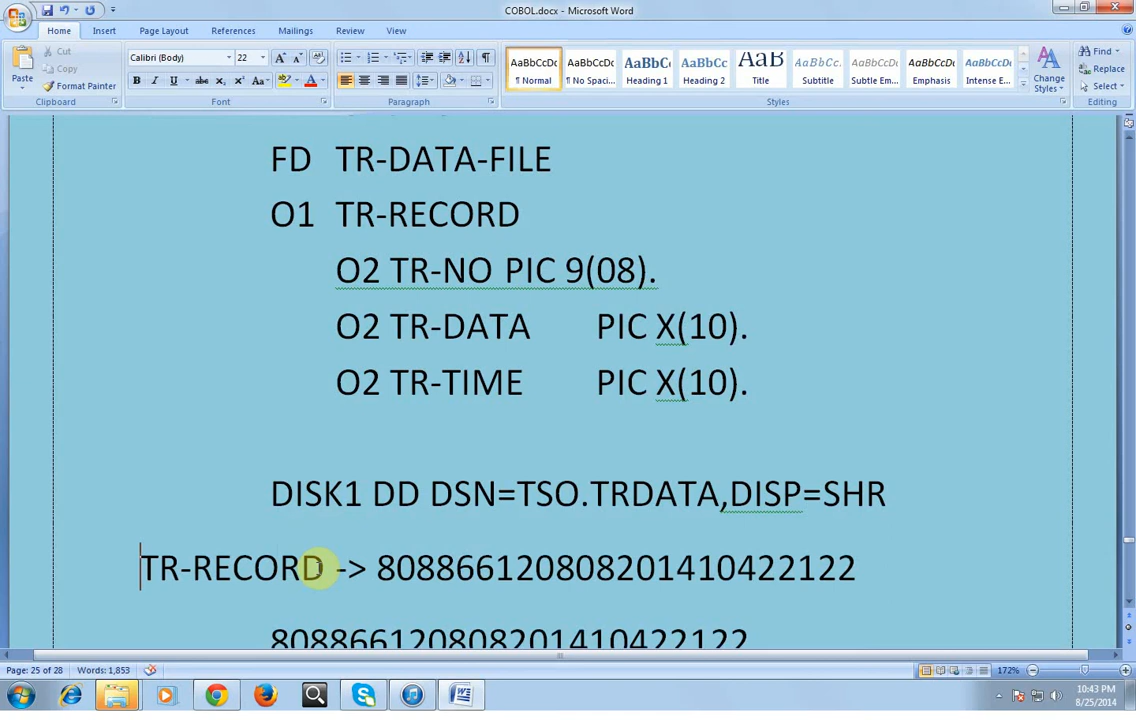 COBOL.docx - Microsoft Word
Home Insert Page Layout References Mailings Review View
Paste
Cut
Copy
Format Painter
Clipboard
Calibri (Body) 22
B I U
Font
Paragraph
AaBbCcDc AaBbCcDc AaBbC AaBbCc AaB AaBbCc. AaBbCcDc AaBbCcDc AaBbCcDc
¶ Normal ¶ No Spaci... Heading 1 Heading 2 Title Subtitle Subtle Em... Emphasis Intense E...
Change Styles
Styles
Find
Replace
Select
Editing
FD TR-DATA-FILE
O1 TR-RECORD
O2 TR-NO PIC 9(08).
O2 TR-DATA PIC X(10).
O2 TR-TIME PIC X(10).
DISK1 DD DSN=TSO.TRDATA,DISP=SHR
TR-RECORD -> 808866120808201410422122
808866120808201410422122
Page: 25 of 28 Words: 1,853 172%
10:43 PM
8/25/2014